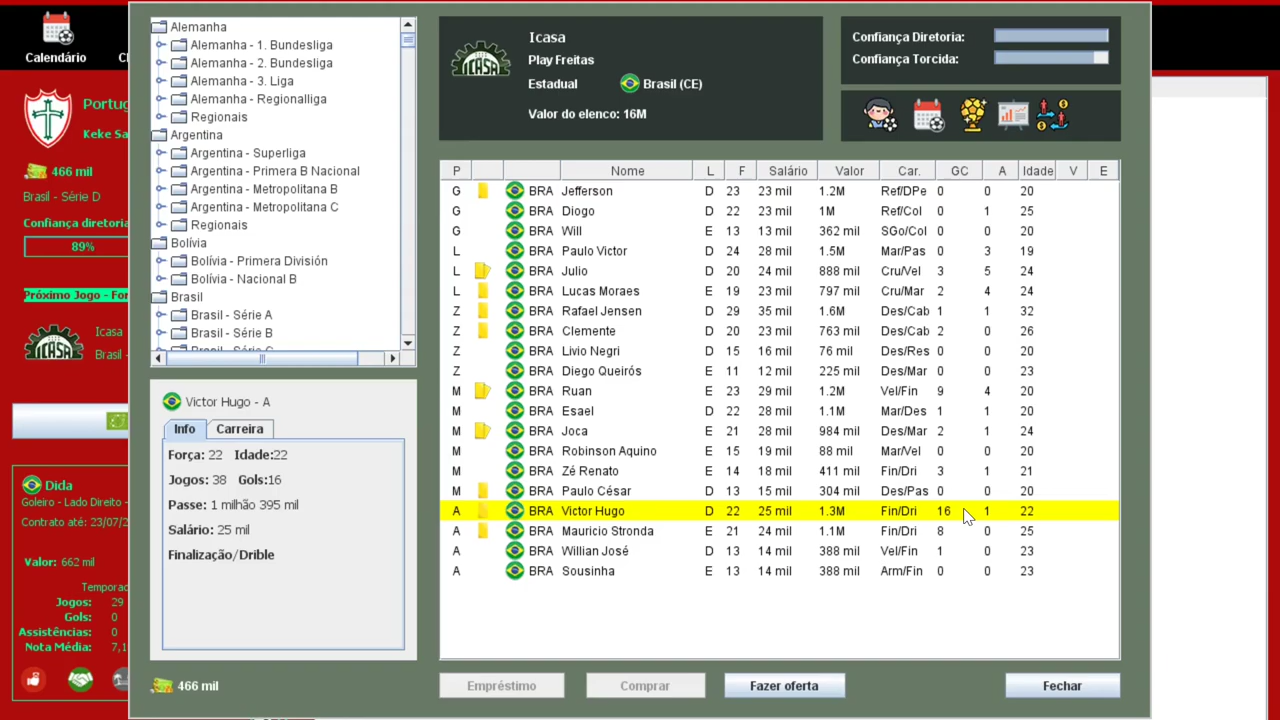 Calendário
Portug
Keke Sa
466 mil
Brasil - Série D
Confiança diretoria
89%
Próximo Jogo - For
Icasa
Brasil -
Dida
Goleiro - Lado Direito -
Contrato até: 23/07/2
Valor: 662 mil
Temporad
Jogos: 29
Gols: 0
Assistências: 0
Nota Média: 7,1
Alemanha
Alemanha - 1. Bundesliga
Alemanha - 2. Bundesliga
Alemanha - 3. Liga
Alemanha - Regionalliga
Regionais
Argentina
Argentina - Superliga
Argentina - Primera B Nacional
Argentina - Metropolitana B
Argentina - Metropolitana C
Regionais
Bolívia
Bolívia - Primera División
Bolívia - Nacional B
Brasil
Brasil - Série A
Brasil - Série B
Victor Hugo - A
Info Carreira
Força: 22 Idade:22
Jogos: 38 Gols:16
Passe: 1 milhão 395 mil
Salário: 25 mil
Finalização/Drible
466 mil
ICASA
Icasa
Play Freitas
Estadual Brasil (CE)
Valor do elenco: 16M
Confiança Diretoria:
Confiança Torcida:
P Nome L F Salário Valor Car. GC A Idade V E
G BRA Jefferson D 23 23 mil 1.2M Ref/DPe 0 0 20
G BRA Diogo D 22 23 mil 1M Ref/Col 0 1 25
G BRA Will E 13 13 mil 362 mil SGo/Col 0 0 20
L BRA Paulo Victor D 24 28 mil 1.5M Mar/Pas 0 3 19
L BRA Julio D 20 24 mil 888 mil Cru/Vel 3 5 24
L BRA Lucas Moraes E 19 23 mil 797 mil Cru/Mar 2 4 24
Z BRA Rafael Jensen D 29 35 mil 1.6M Des/Cab 1 1 32
Z BRA Clemente D 20 23 mil 763 mil Des/Cab 2 0 26
Z BRA Livio Negri D 15 16 mil 76 mil Des/Res 0 0 20
Z BRA Diego Queirós E 11 12 mil 225 mil Des/Mar 0 0 23
M BRA Ruan E 23 29 mil 1.2M Vel/Fin 9 4 20
M BRA Esael D 22 28 mil 1.1M Mar/Des 1 1 20
M BRA Joca E 21 28 mil 984 mil Des/Mar 2 1 24
M BRA Robinson Aquino E 15 19 mil 88 mil Mar/Vel 0 0 20
M BRA Zé Renato E 14 18 mil 411 mil Fin/Dri 3 1 21
M BRA Paulo César D 13 15 mil 304 mil Des/Pas 0 0 20
A BRA Victor Hugo D 22 25 mil 1.3M Fin/Dri 16 1 22
A BRA Mauricio Stronda E 21 24 mil 1.1M Fin/Dri 8 0 25
A BRA Willian José D 13 14 mil 388 mil Vel/Fin 1 0 23
A BRA Sousinha E 13 14 mil 388 mil Arm/Fin 0 0 23
Empréstimo Comprar Fazer oferta Fechar